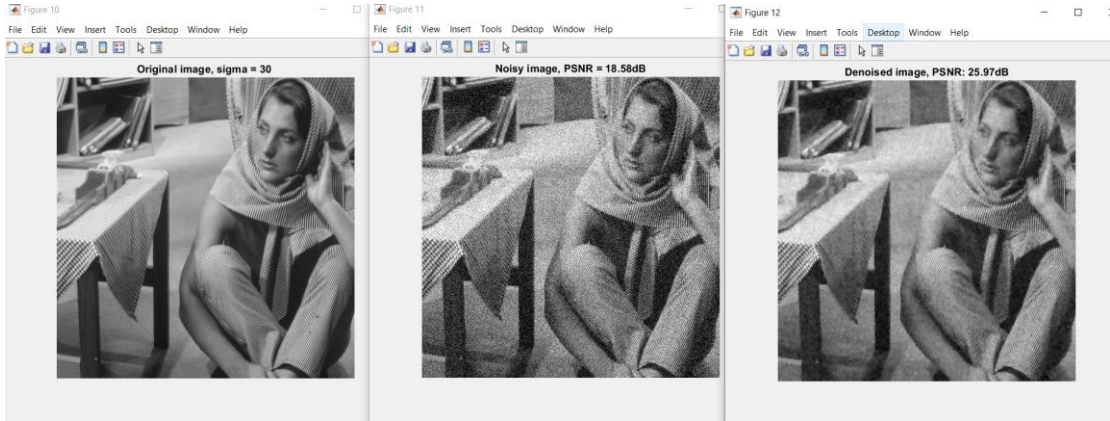 Figure 10
File Edit View Insert Tools Desktop Window Help
Original image, sigma = 30
Figure 11
File Edit View Insert Tools Desktop Window Help
Noisy image, PSNR = 18.58dB
Figure 12
File Edit View Insert Tools Desktop Window Help
Denoised image, PSNR: 25.97dB